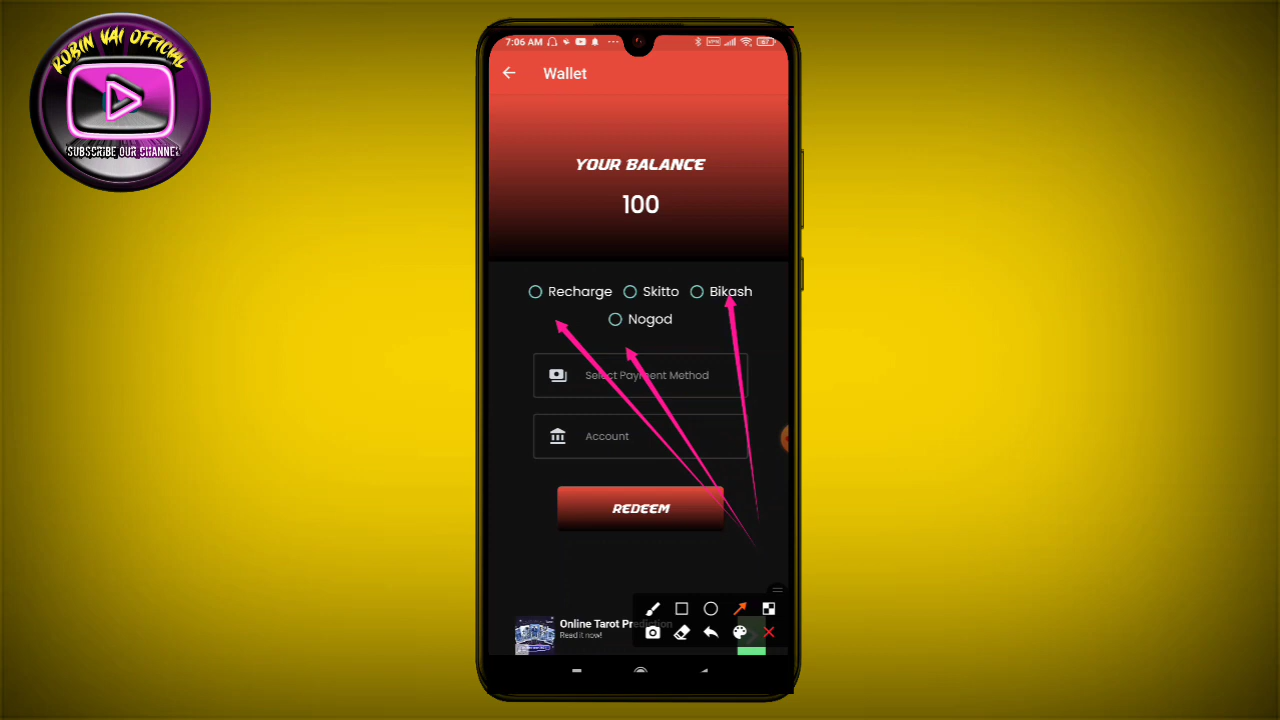 ROBIN VAI OFFICIAL
SUBSCRIBE OUR CHANNEL
7:06 AM
67
Wallet
YOUR BALANCE
100
Recharge Skitto Bikash
Nogod
Select Payment Method
Account
REDEEM
Online Tarot Prediction
Read it now!